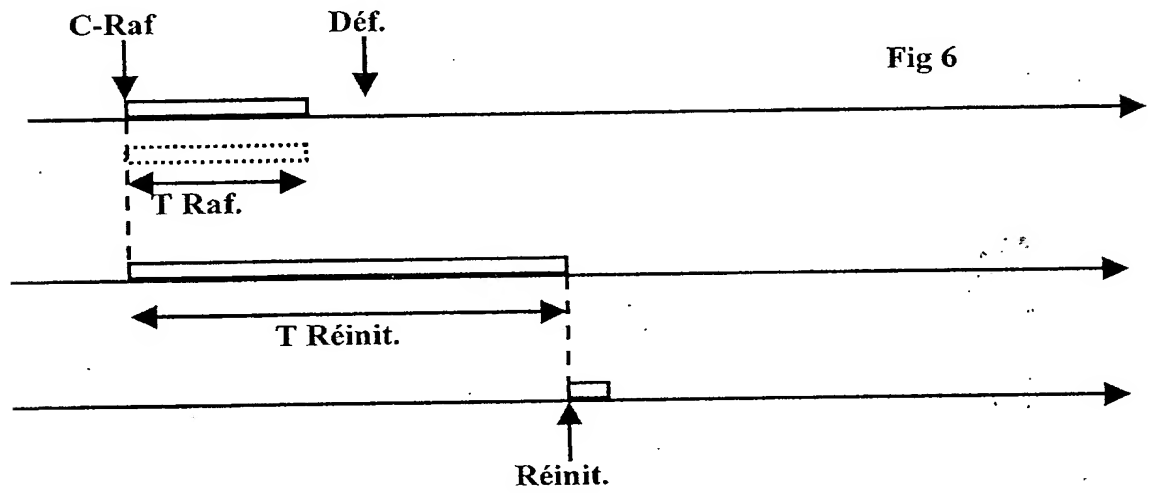 C-Raf
Déf.
Fig 6
T Raf.
T Réinit.
Réinit.